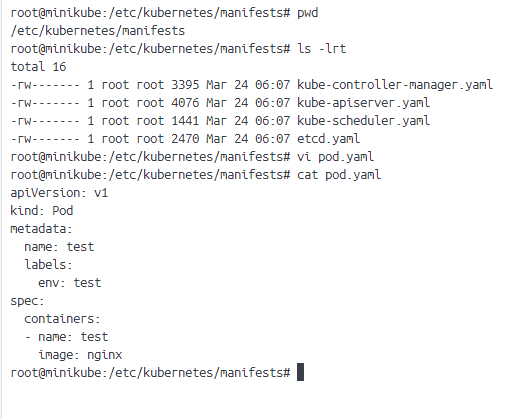 root@minikube:/etc/kubernetes/manifests# pwd
/etc/kubernetes/manifests
root@minikube:/etc/kubernetes/manifests# ls -lrt
total 16
-rw------- 1 root root 3395 Mar 24 06:07 kube-controller-manager.yaml
-rw------- 1 root root 4076 Mar 24 06:07 kube-apiserver.yaml
-rw------- 1 root root 1441 Mar 24 06:07 kube-scheduler.yaml
-rw------- 1 root root 2470 Mar 24 06:07 etcd.yaml
root@minikube:/etc/kubernetes/manifests# vi pod.yaml
root@minikube:/etc/kubernetes/manifests# cat pod.yaml
apiVersion: v1
kind: Pod
metadata:
  name: test
  labels:
    env: test
spec:
  containers:
  - name: test
    image: nginx
root@minikube:/etc/kubernetes/manifests#